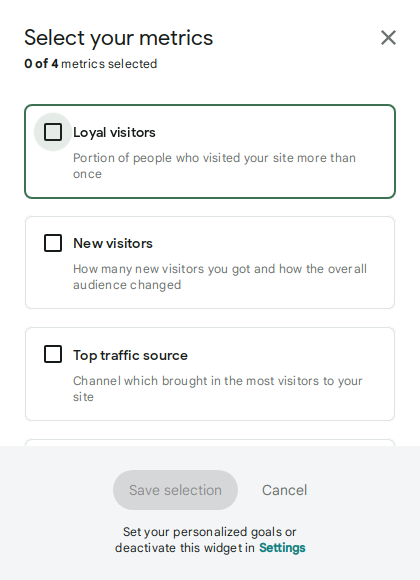 Select your metrics
0 of 4 metrics selected
Loyal visitors
Portion of people who visited your site more than
once
New visitors
How many new visitors you got and how the overall
audience changed
Top traffic source
Channel which brought in the most visitors to your
site
Save selection
Cancel
Set your personalized goals or
deactivate this widget in Settings